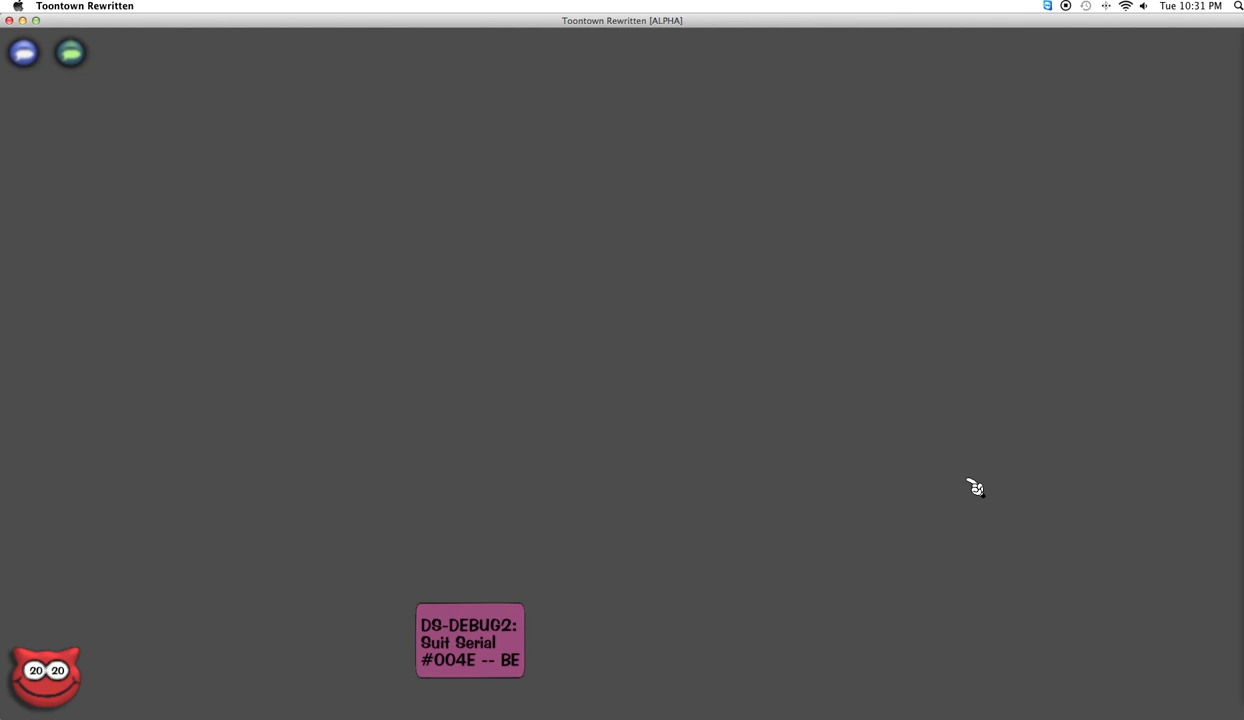 Toontown Rewritten
Tue 10:31 PM
Toontown Rewritten [ALPHA]
DS-DEBUG2:
Suit Serial
#004E -- BE
20 20